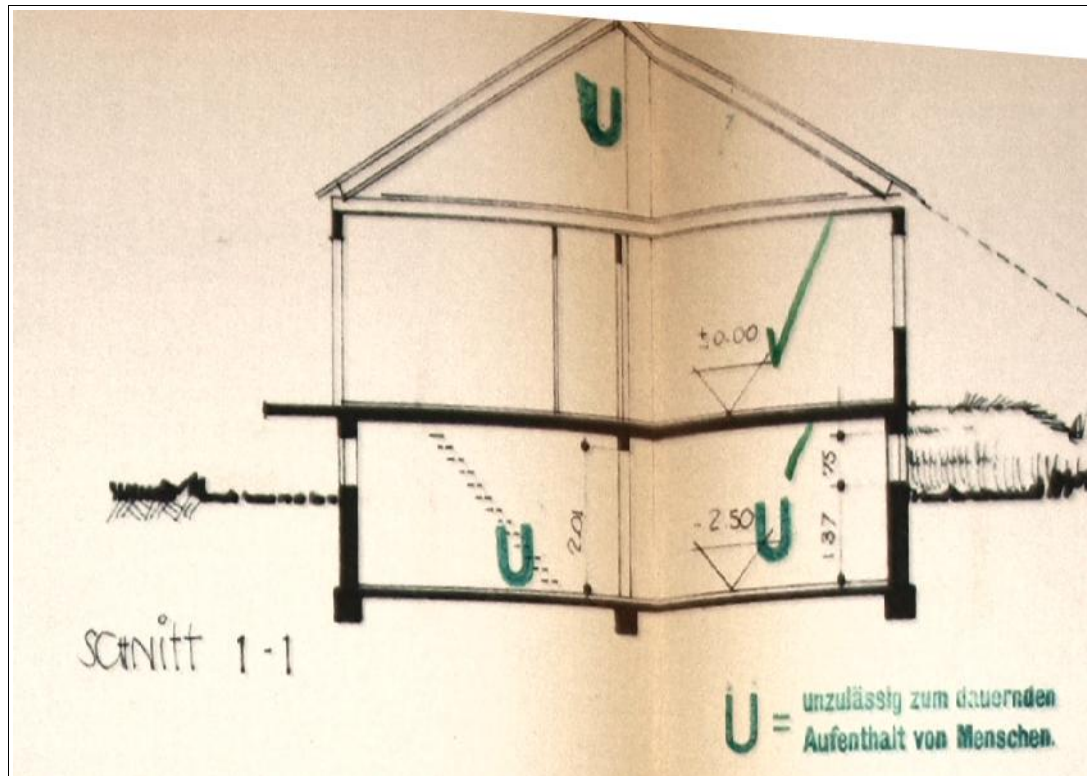 U
±0.00
2.01
- 2.50
75
1.37
U
U
SCHNITT 1-1
U = unzulässig zum dauernden
Aufenthalt von Menschen.